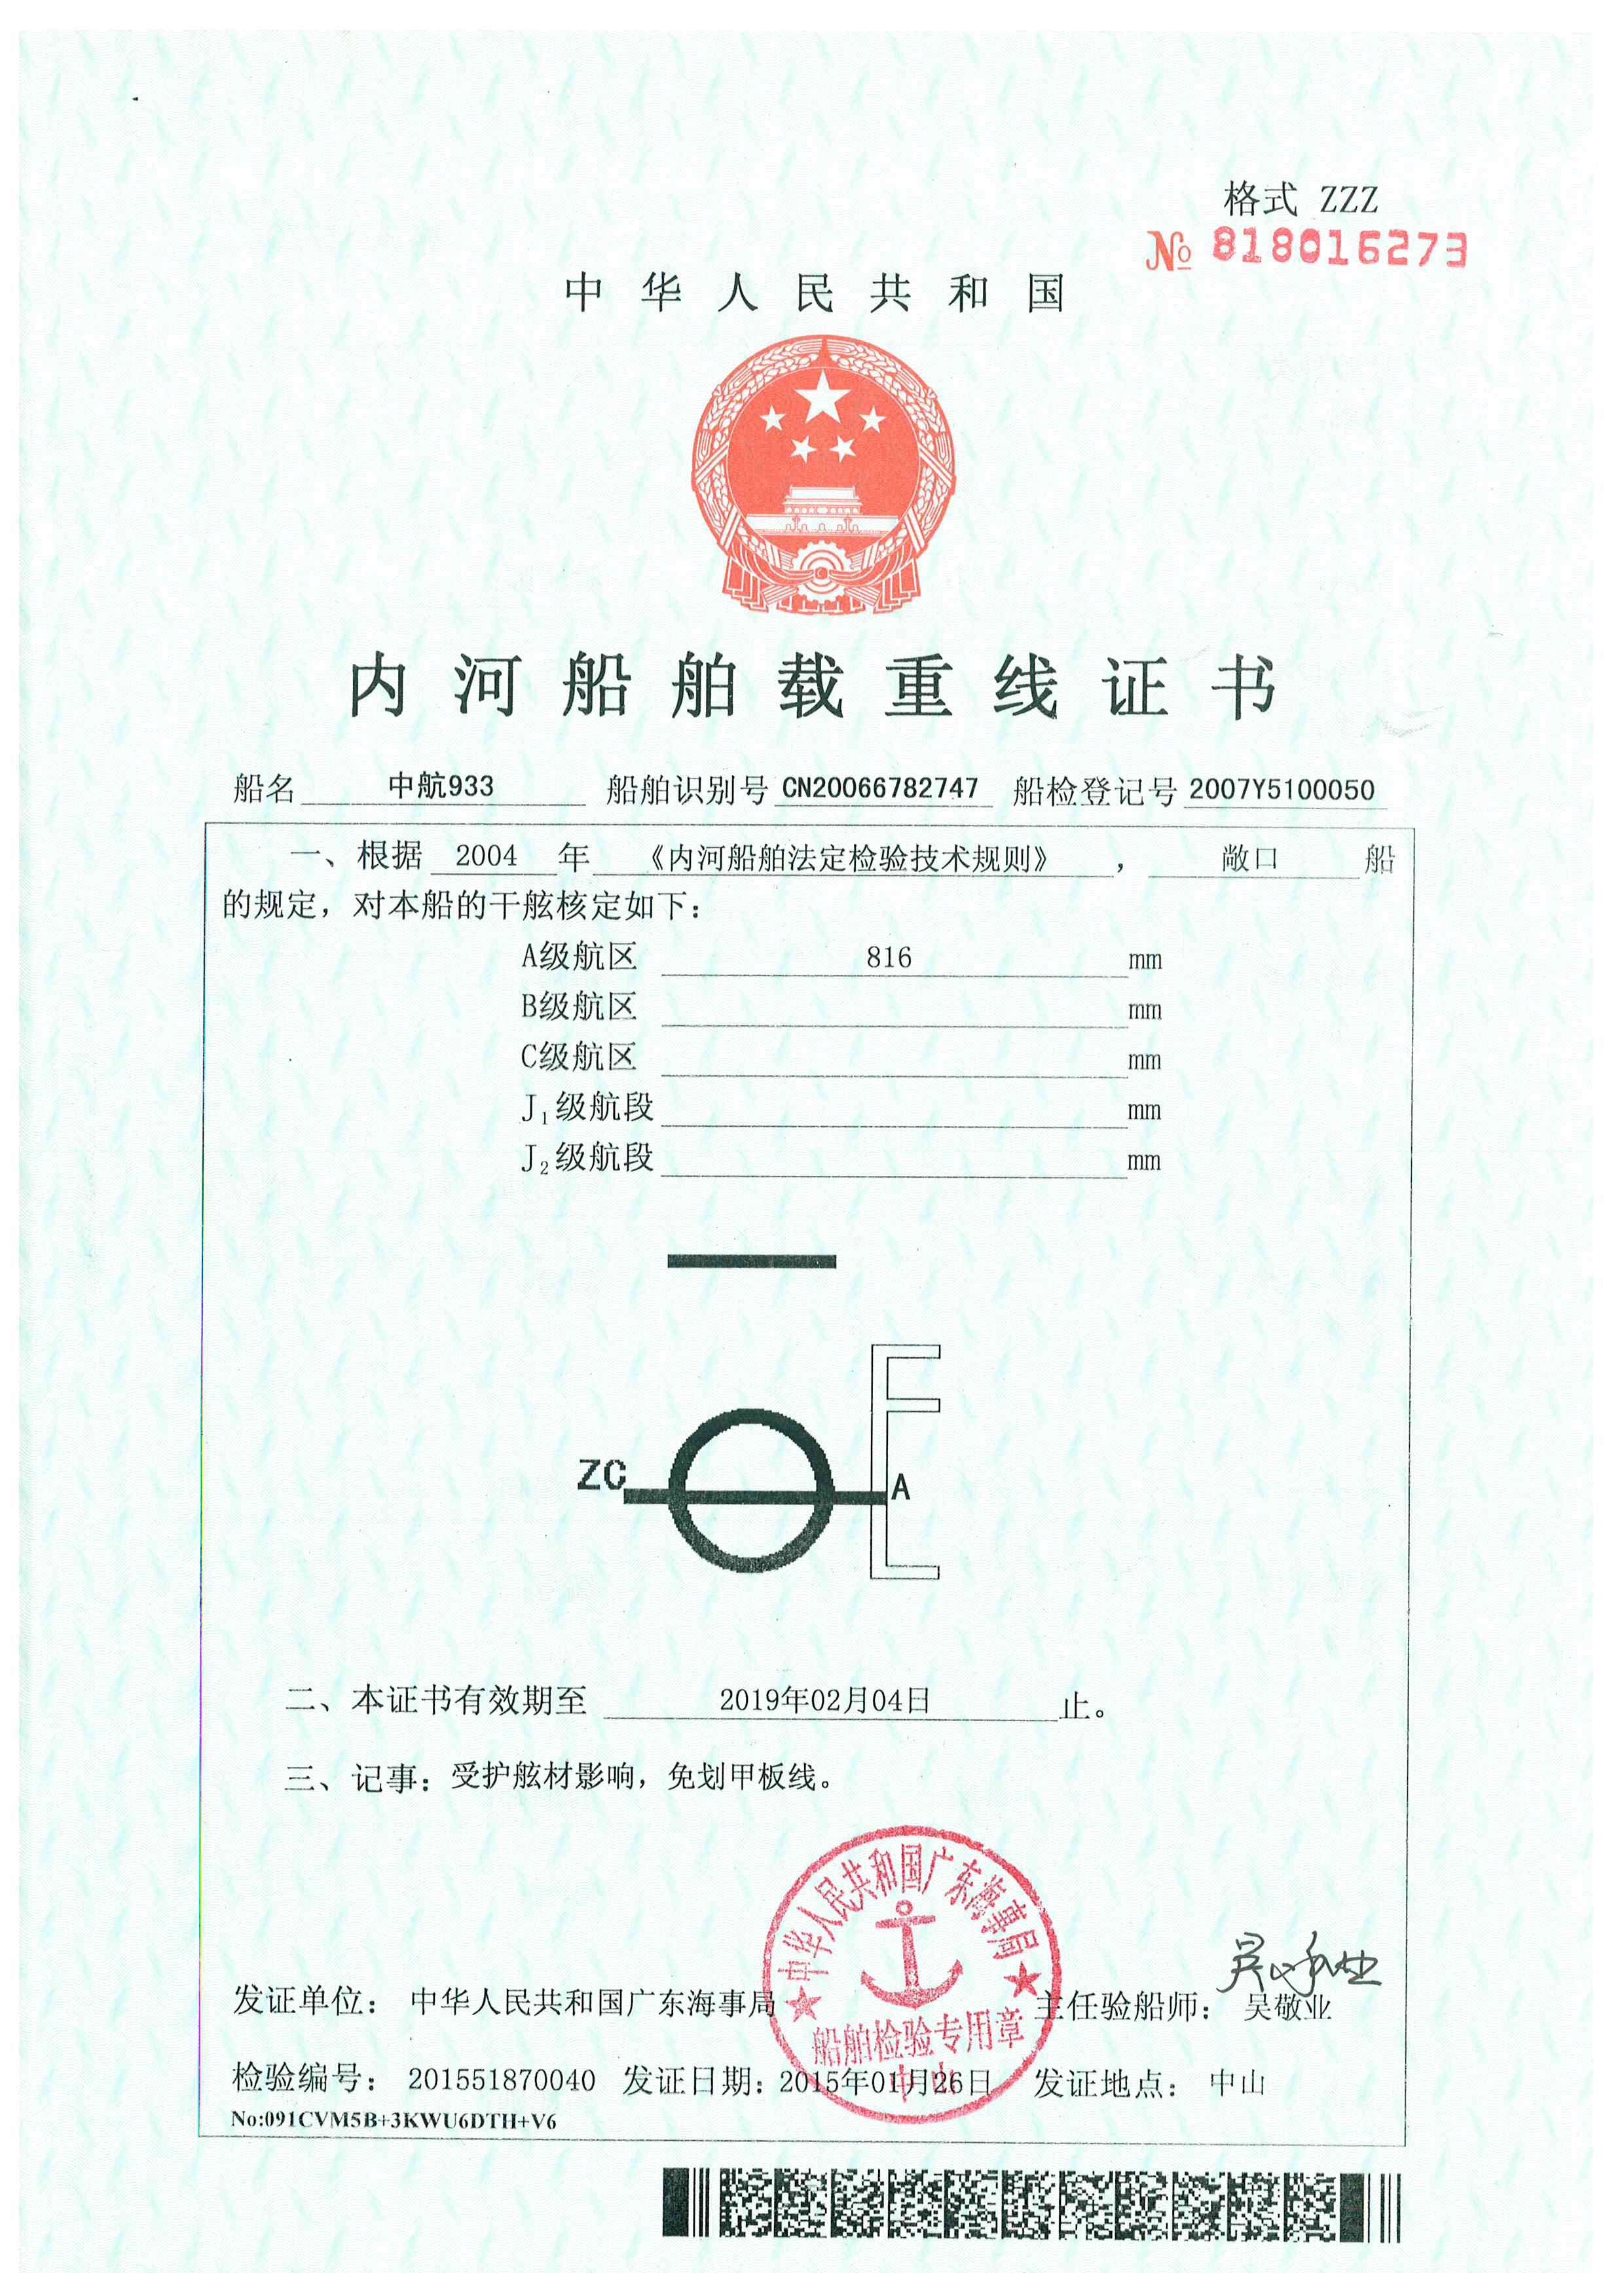 格式 ZZZ
№ 818016273
中华人民共和国
内河船舶载重线证书
船名 中航933 船舶识别号 CN20066782747 船检登记号 2007Y5100050
一、根据 2004 年 《内河船舶法定检验技术规则》 , 敞口 船
的规定，对本船的干舷核定如下：
A级航区 816 mm
B级航区 mm
C级航区 mm
J₁级航段 mm
J₂级航段 mm
ZC A
二、本证书有效期至 2019年02月04日 止。
三、记事：受护舷材影响，免划甲板线。
中华人民共和国广东海事局
船舶检验专用章
中山
吴敬业
发证单位： 中华人民共和国广东海事局 主任验船师： 吴敬业
检验编号： 201551870040 发证日期：2015年01月26日 发证地点： 中山
No:091CVM5B+3KWU6DTH+V6